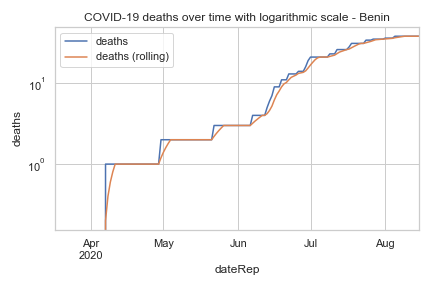 COVID-19 deaths over time with logarithmic scale - Benin
deaths
deaths (rolling)
10¹
10⁰
deaths
Apr
2020
May
Jun
Jul
Aug
dateRep